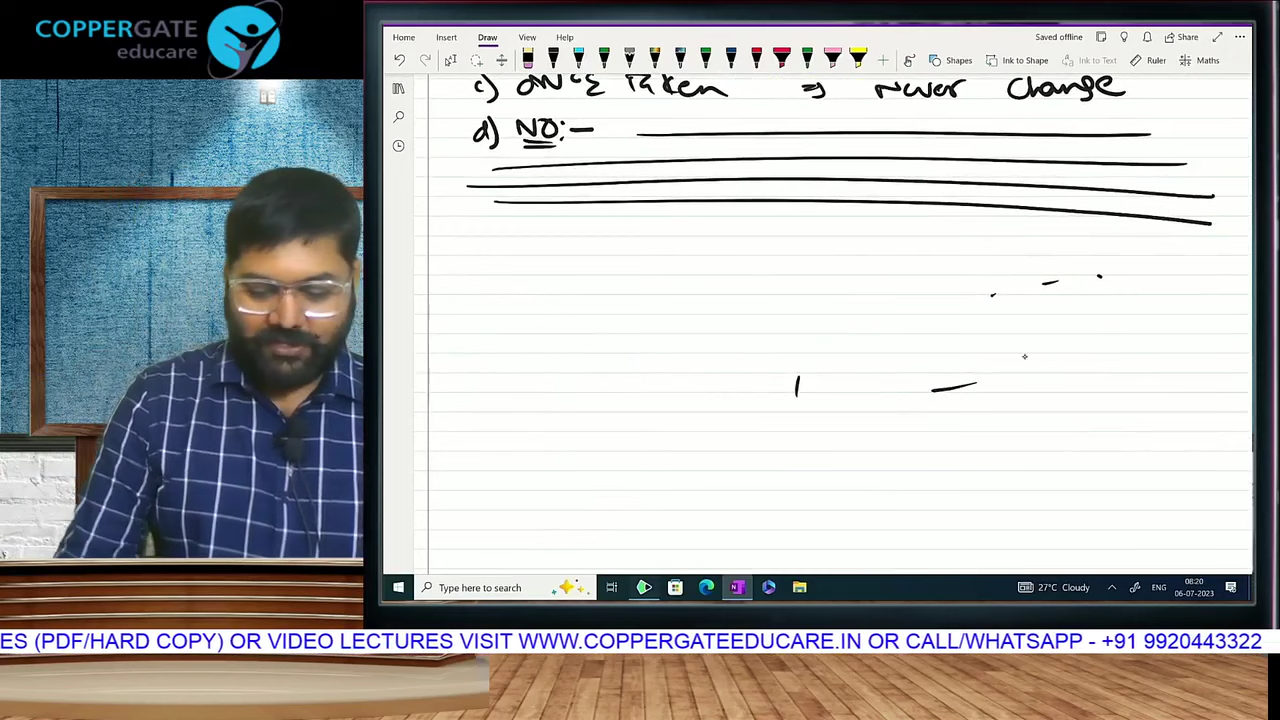 COPPERGATE
educare
Home Insert Draw View Help
Saved offline
Share
Shapes
Ink to Shape
Ink to Text
Ruler
Maths
c) ONCE Taken ⇒ Never Change
d) NO:-
Type here to search
27°C Cloudy
ENG
08:20
06-07-2023
ES (PDF/HARD COPY) OR VIDEO LECTURES VISIT WWW.COPPERGATEEDUCARE.IN OR CALL/WHATSAPP - +91 9920443322